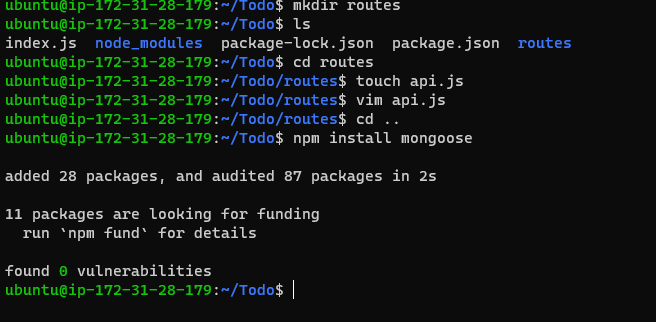 ubuntu@ip-172-31-28-179:~/Todo$ mkdir routes
ubuntu@ip-172-31-28-179:~/Todo$ ls
index.js  node_modules  package-lock.json  package.json  routes
ubuntu@ip-172-31-28-179:~/Todo$ cd routes
ubuntu@ip-172-31-28-179:~/Todo/routes$ touch api.js
ubuntu@ip-172-31-28-179:~/Todo/routes$ vim api.js
ubuntu@ip-172-31-28-179:~/Todo/routes$ cd ..
ubuntu@ip-172-31-28-179:~/Todo$ npm install mongoose
added 28 packages, and audited 87 packages in 2s
11 packages are looking for funding
  run `npm fund` for details
found 0 vulnerabilities
ubuntu@ip-172-31-28-179:~/Todo$